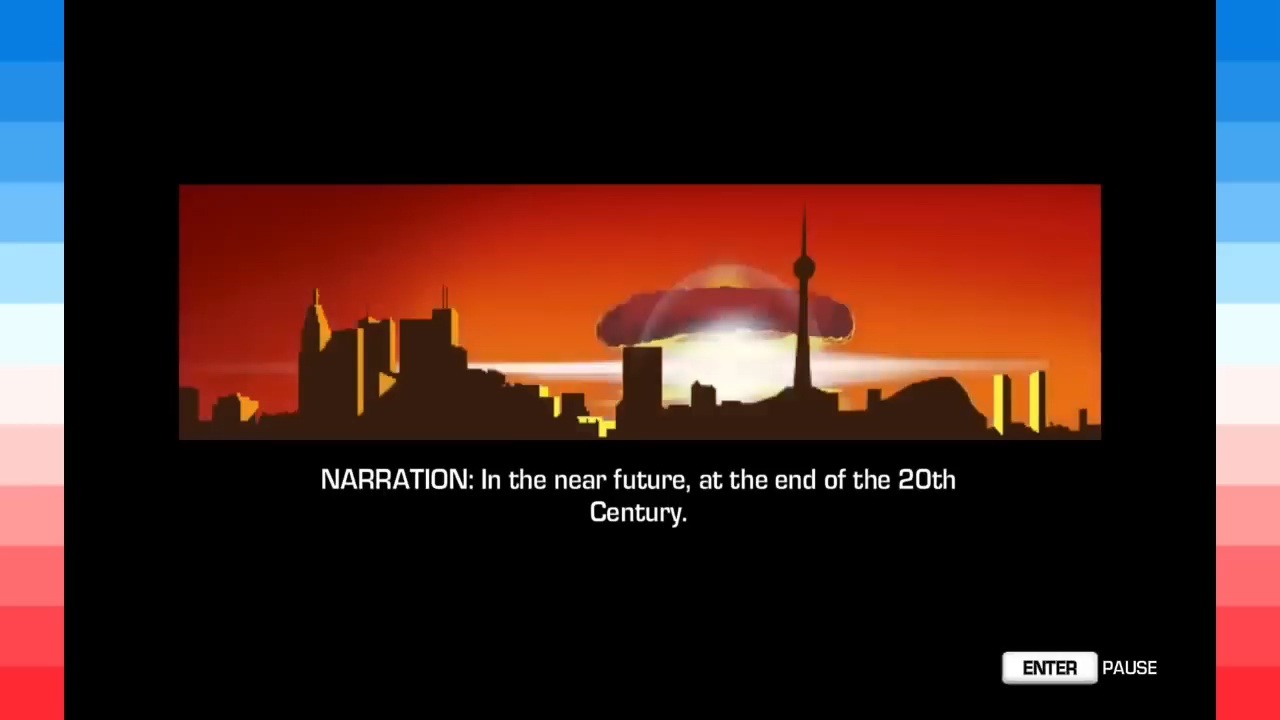 NARRATION: In the near future, at the end of the 20th
Century.
ENTER PAUSE